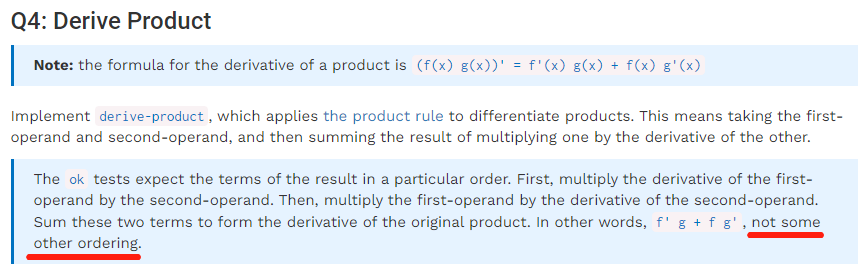 Q4: Derive Product
Note: the formula for the derivative of a product is (f(x) g(x))' = f'(x) g(x) + f(x) g'(x)
Implement derive-product, which applies the product rule to differentiate products. This means taking the first-
operand and second-operand, and then summing the result of multiplying one by the derivative of the other.
The ok tests expect the terms of the result in a particular order. First, multiply the derivative of the first-
operand by the second-operand. Then, multiply the first-operand by the derivative of the second-operand.
Sum these two terms to form the derivative of the original product. In other words, f' g + f g', not some
other ordering.